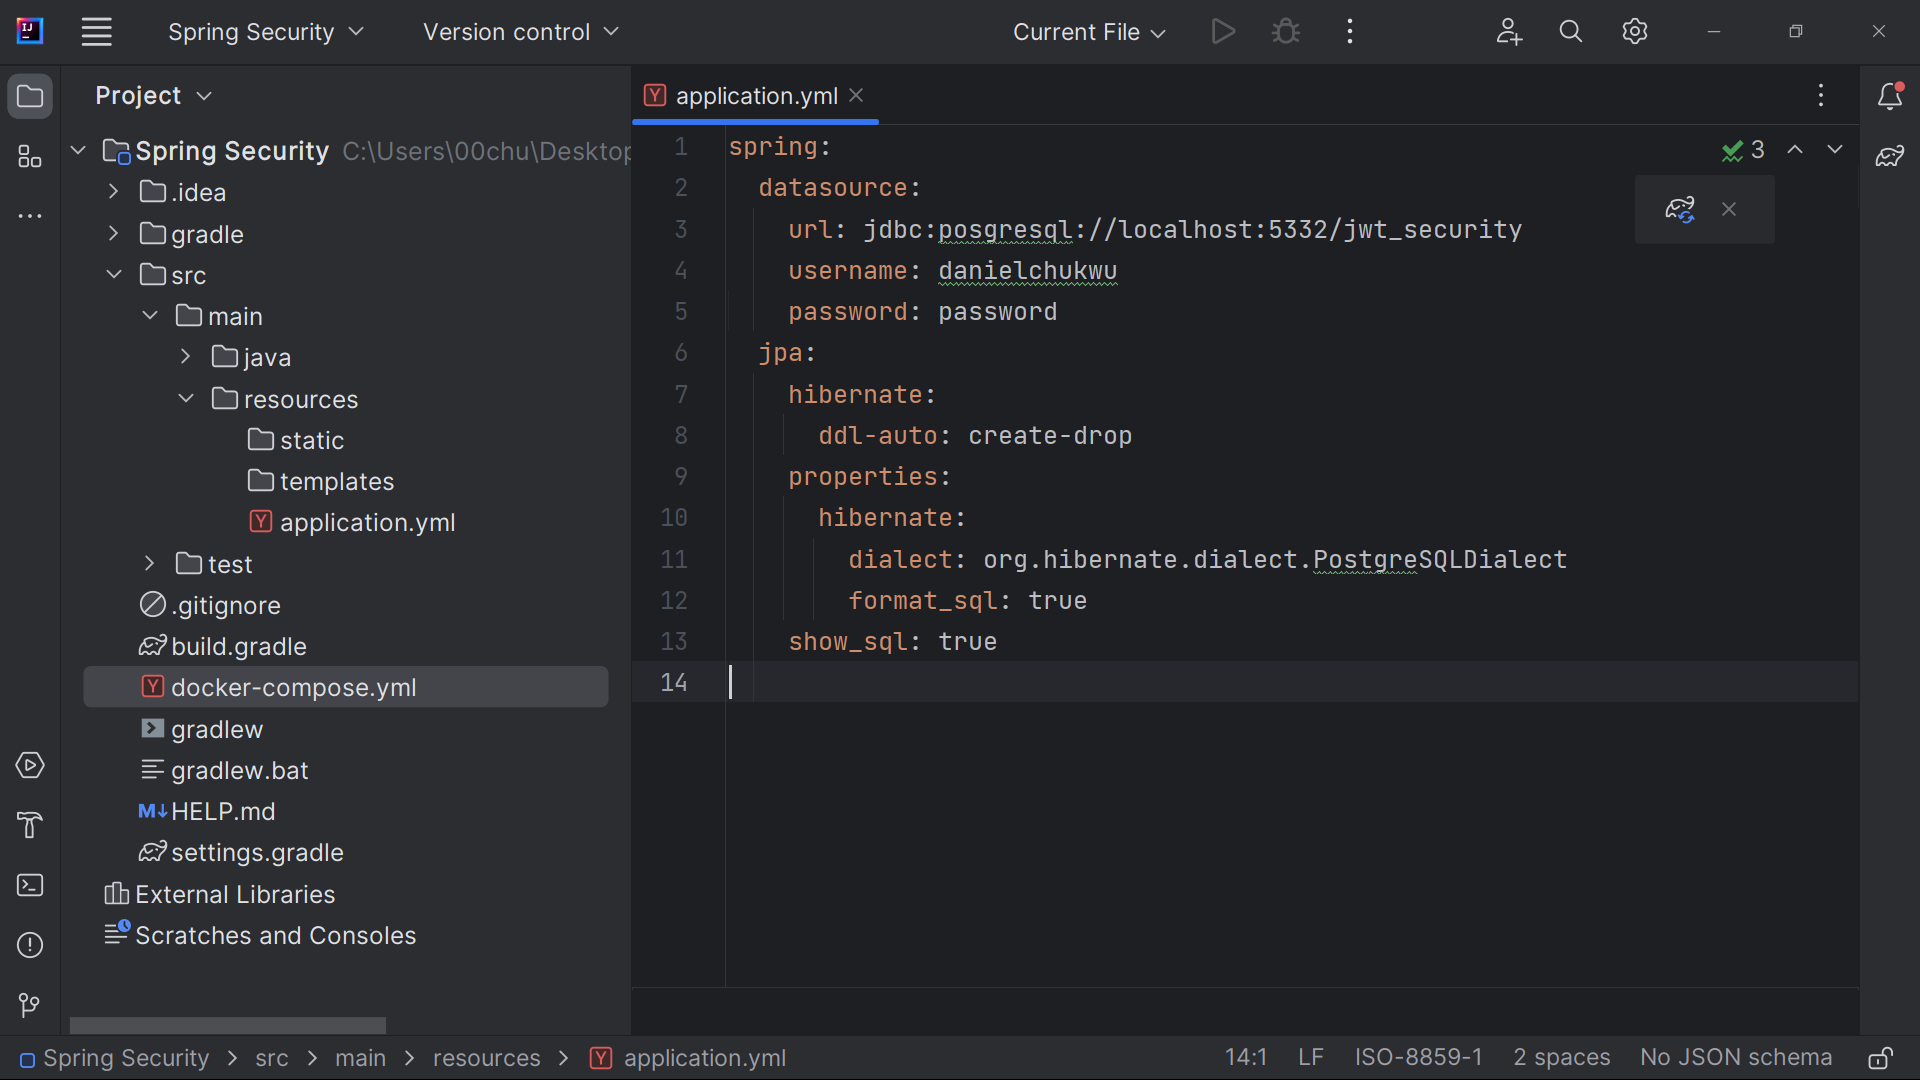 Spring Security
Version control
Current File
Project
application.yml
Spring Security C:\Users\00chu\Desktop
.idea
gradle
src
main
java
resources
static
templates
application.yml
test
.gitignore
build.gradle
docker-compose.yml
gradlew
gradlew.bat
HELP.md
settings.gradle
External Libraries
Scratches and Consoles
3
1 spring:
2 datasource:
3 url: jdbc:posgresql://localhost:5332/jwt_security
4 username: danielchukwu
5 password: password
6 jpa:
7 hibernate:
8 ddl-auto: create-drop
9 properties:
10 hibernate:
11 dialect: org.hibernate.dialect.PostgreSQLDialect
12 format_sql: true
13 show_sql: true
14
Spring Security > src > main > resources > application.yml
14:1 LF ISO-8859-1 2 spaces No JSON schema